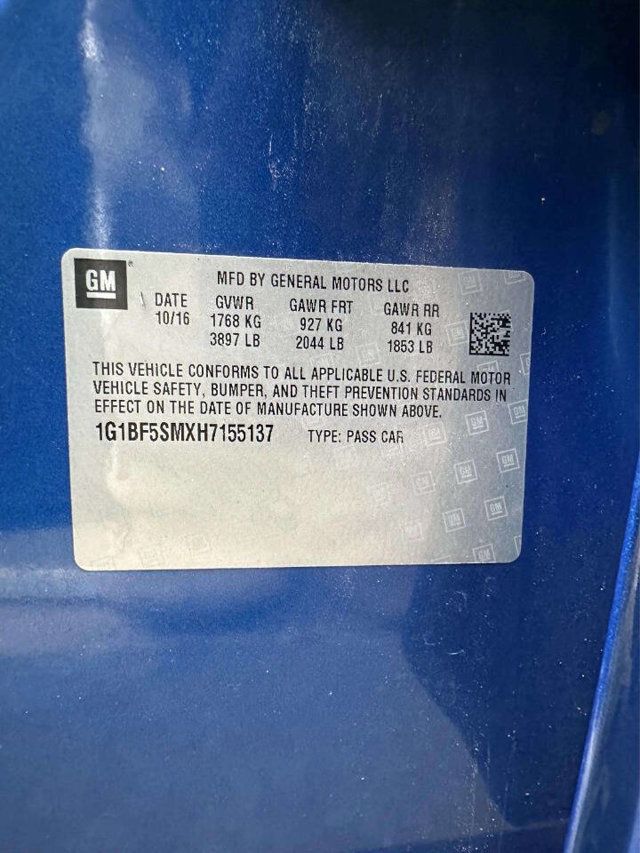 GM
MFD BY GENERAL MOTORS LLC
DATE GVWR GAWR FRT GAWR RR
10/16 1768 KG 927 KG 841 KG
3897 LB 2044 LB 1853 LB
THIS VEHICLE CONFORMS TO ALL APPLICABLE U.S. FEDERAL MOTOR
VEHICLE SAFETY, BUMPER, AND THEFT PREVENTION STANDARDS IN
EFFECT ON THE DATE OF MANUFACTURE SHOWN ABOVE.
1G1BF5SMXH7155137 TYPE: PASS CAR